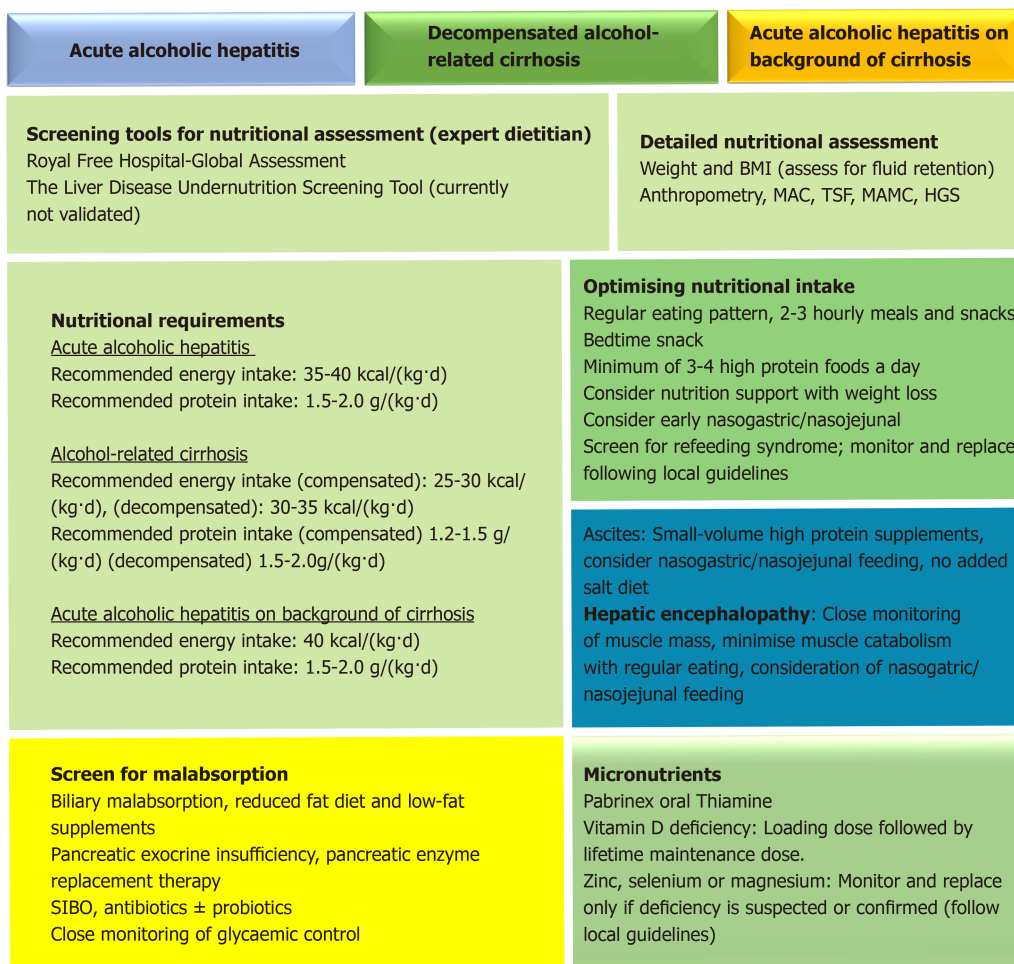 Acute alcoholic hepatitis
Decompensated alcohol-
related cirrhosis
Acute alcoholic hepatitis on
background of cirrhosis
Screening tools for nutritional assessment (expert dietitian)
Royal Free Hospital-Global Assessment
The Liver Disease Undernutrition Screening Tool (currently
not validated)
Detailed nutritional assessment
Weight and BMI (assess for fluid retention)
Anthropometry, MAC, TSF, MAMC, HGS
Nutritional requirements
Acute alcoholic hepatitis
Recommended energy intake: 35-40 kcal/(kg·d)
Recommended protein intake: 1.5-2.0 g/(kg·d)
Alcohol-related cirrhosis
Recommended energy intake (compensated): 25-30 kcal/
(kg·d), (decompensated): 30-35 kcal/(kg·d)
Recommended protein intake (compensated) 1.2-1.5 g/
(kg·d) (decompensated) 1.5-2.0g/(kg·d)
Acute alcoholic hepatitis on background of cirrhosis
Recommended energy intake: 40 kcal/(kg·d)
Recommended protein intake: 1.5-2.0 g/(kg·d)
Optimising nutritional intake
Regular eating pattern, 2-3 hourly meals and snacks
Bedtime snack
Minimum of 3-4 high protein foods a day
Consider nutrition support with weight loss
Consider early nasogastric/nasojejunal
Screen for refeeding syndrome; monitor and replace
following local guidelines
Ascites: Small-volume high protein supplements,
consider nasogastric/nasojejunal feeding, no added
salt diet
Hepatic encephalopathy: Close monitoring
of muscle mass, minimise muscle catabolism
with regular eating, consideration of nasogatric/
nasojejunal feeding
Screen for malabsorption
Biliary malabsorption, reduced fat diet and low-fat
supplements
Pancreatic exocrine insufficiency, pancreatic enzyme
replacement therapy
SIBO, antibiotics ± probiotics
Close monitoring of glycaemic control
Micronutrients
Pabrinex oral Thiamine
Vitamin D deficiency: Loading dose followed by
lifetime maintenance dose.
Zinc, selenium or magnesium: Monitor and replace
only if deficiency is suspected or confirmed (follow
local guidelines)